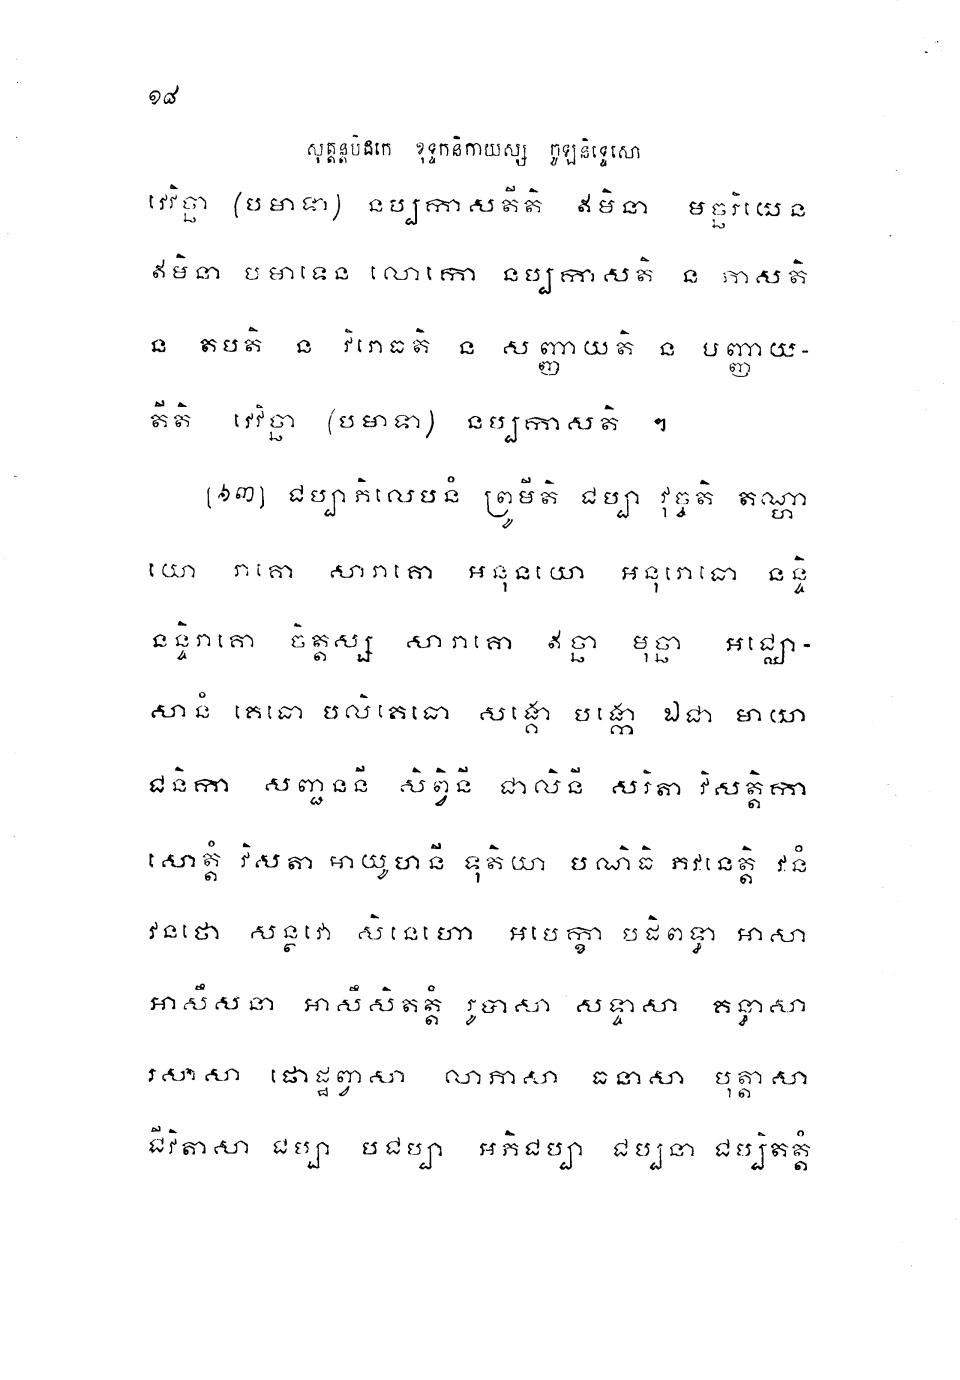 ១៨
សុត្តន្តបិដកេ ខុទ្ទកនិកាយស្ស ចូឡនិទ្ទេសោ
វេវិច្ឆា (បមាទា) នប្បកាសតីតិ ឥមិនា មច្ឆរិយេន
ឥមិនា បមាទេន លោកោ នប្បកាសតិ ន ភាសតិ
ន តបតិ ន វិរោចតិ ន សញ្ញាយតិ ន បញ្ញាយ-
តីតិ វេវិច្ឆា (បមាទា) នប្បកាសតិ ។
[៦៣] ជប្បាភិលេបនំ ព្រូមីតិ ជប្បា វុច្ចតិ តណ្ហា
យោ រាគោ សារាគោ អនុនយោ អនុរោធោ នន្ទិ
នន្ទិរាគោ ចិត្តស្ស សារាគោ ឥច្ឆា មុច្ឆា អជ្ឈោ-
សានំ គេធោ បលិគេធោ សង្គោ បង្កោ ឯជា មាយា
ជនិកា សញ្ជននី សិព្វិនី ជាលិនី សរិតា វិសត្តិកា
សោត្តំ វិសតា អាយូហនី ទុតិយា បណិធិ ភវនេត្តិ វនំ
វនថោ សន្ថវោ សិនេហោ អបេក្ខា បដិពន្ធា អាសា
អាសឹសនា អាសឹសិតត្តំ រូបាសា សទ្ទាសា គន្ធាសា
រសាសា ផោដ្ឋព្វាសា លាភាសា ធនាសា បុត្តាសា
ជីវិតាសា ជប្បា បជប្បា អភិជប្បា ជប្បនា ជប្បិតត្តំ